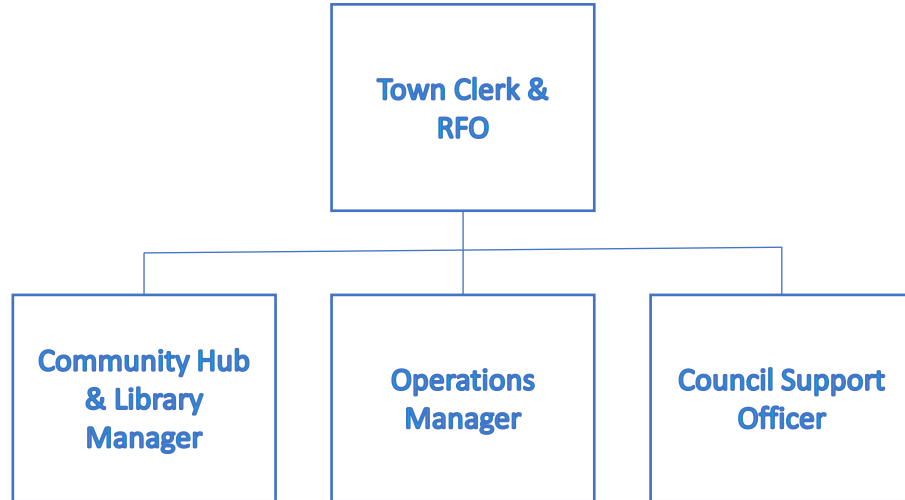 Town Clerk &
RFO
Community Hub
& Library
Manager
Operations
Manager
Council Support
Officer